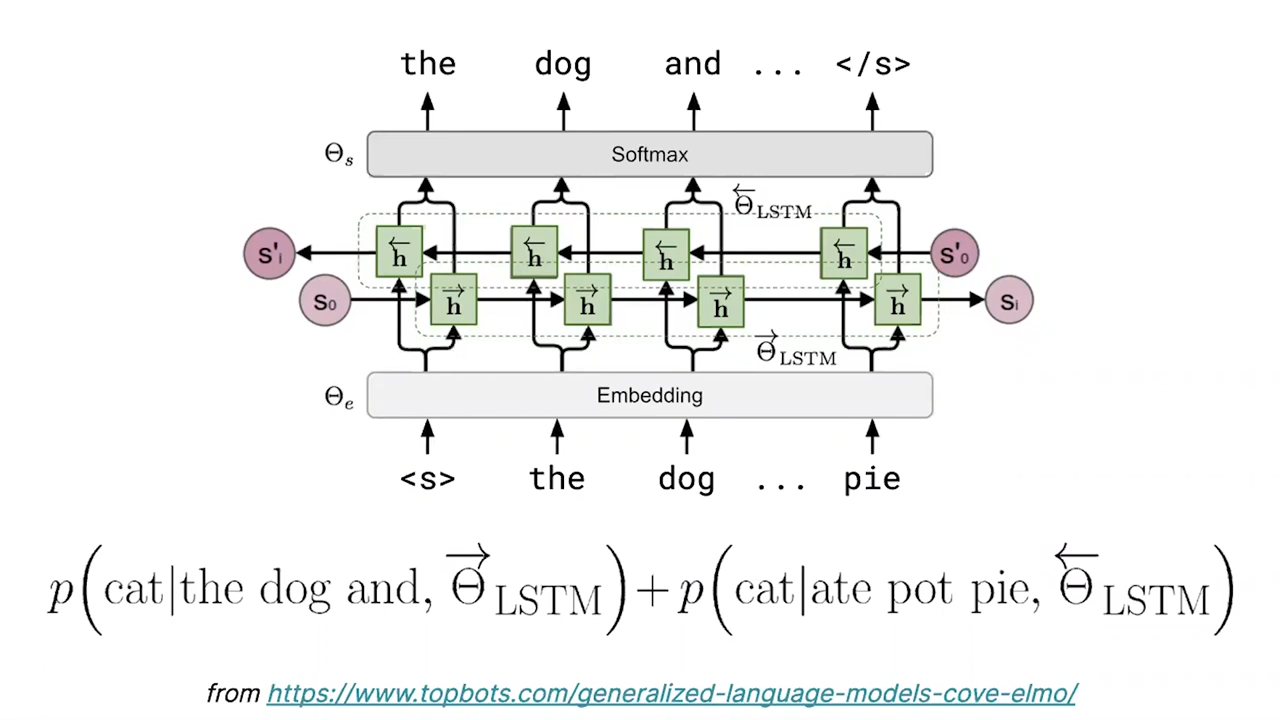 the dog and ... </s>
Θₛ Softmax
←Θ LSTM
s'ᵢ ←h ←h ←h ←h s'₀
s₀ →h →h →h →h sᵢ
→Θ LSTM
Θₑ Embedding
<s> the dog ... pie
p(cat|the dog and, →Θ LSTM) + p(cat|ate pot pie, ←Θ LSTM)
from https://www.topbots.com/generalized-language-models-cove-elmo/